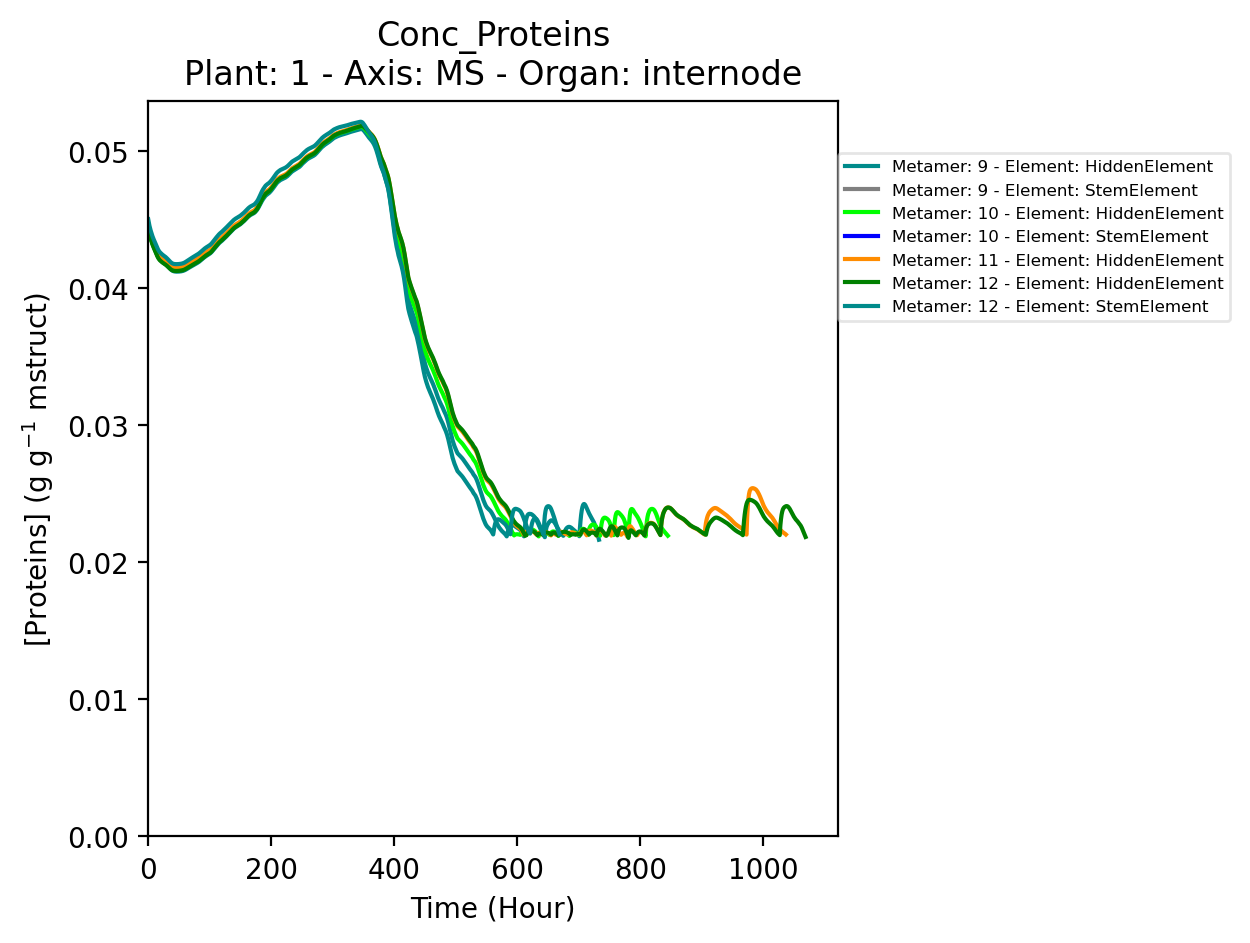 Conc_Proteins
Plant: 1 - Axis: MS - Organ: internode
[Proteins] (g g⁻¹ mstruct)
0.05
0.04
0.03
0.02
0.01
0.00
0 200 400 600 800 1000
Time (Hour)
Metamer: 9 - Element: HiddenElement
Metamer: 9 - Element: StemElement
Metamer: 10 - Element: HiddenElement
Metamer: 10 - Element: StemElement
Metamer: 11 - Element: HiddenElement
Metamer: 12 - Element: HiddenElement
Metamer: 12 - Element: StemElement